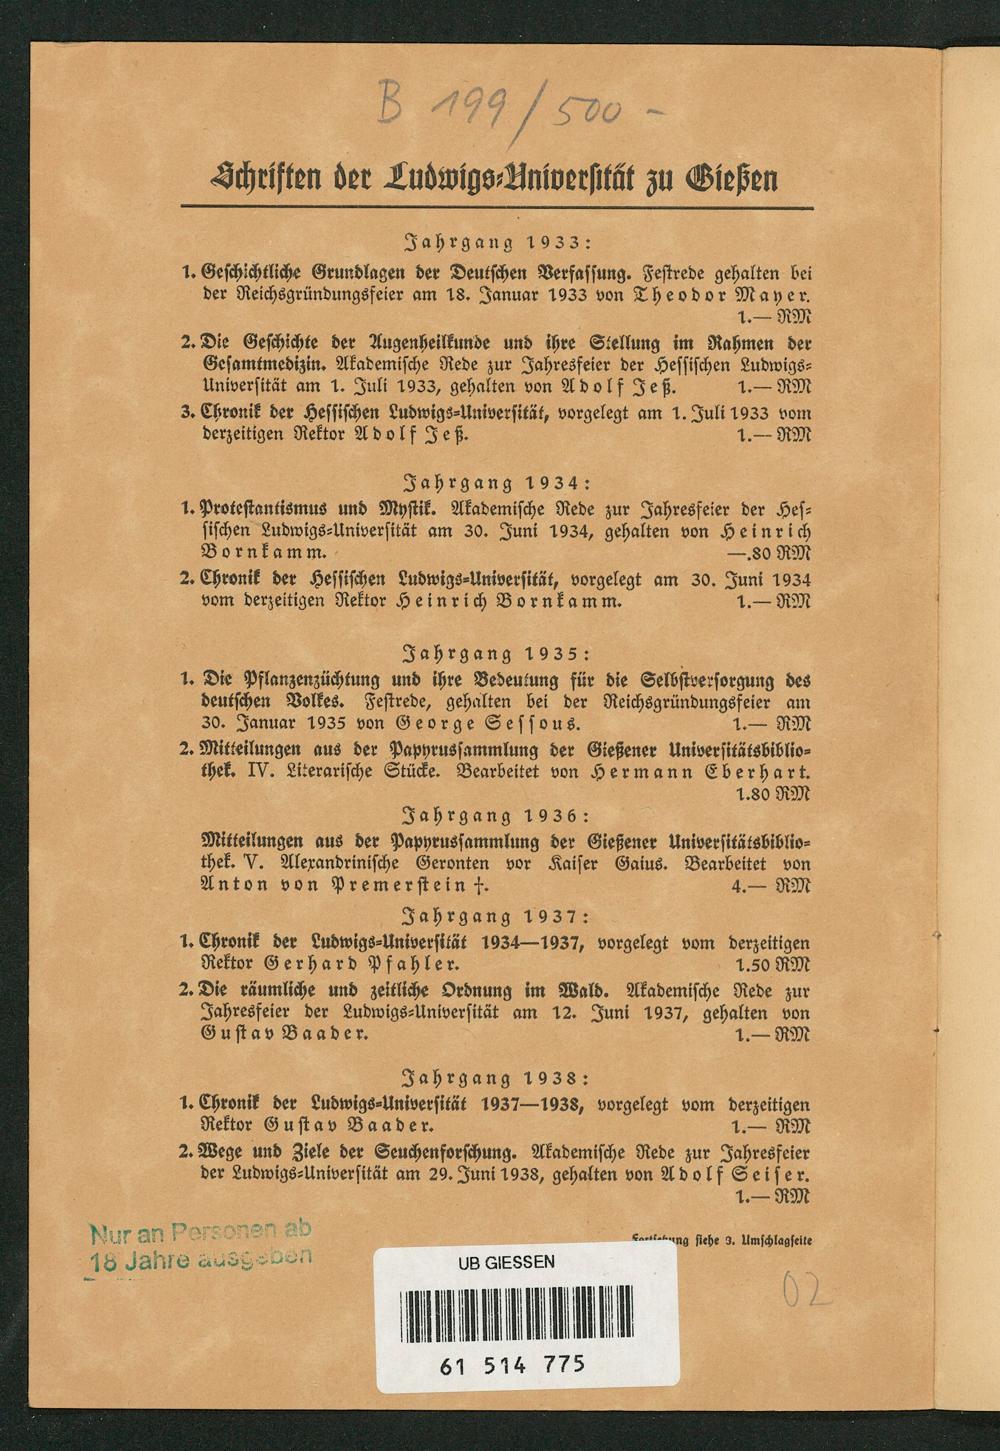 B 199/500-
Schriften der Ludwigs-Universität zu Gießen
Jahrgang 1933:
1. Geschichtliche Grundlagen der Deutschen Verfassung. Festrede gehalten bei
der Reichsgründungsfeier am 18. Januar 1933 von Theodor Mayer.
1.— RM
2. Die Geschichte der Augenheilkunde und ihre Stellung im Rahmen der
Gesamtmedizin. Akademische Rede zur Jahresfeier der Hessischen Ludwigs-
Universität am 1. Juli 1933, gehalten von Adolf Jeß. 1.— RM
3. Chronik der Hessischen Ludwigs-Universität, vorgelegt am 1. Juli 1933 vom
derzeitigen Rektor Adolf Jeß. 1.— RM
Jahrgang 1934:
1. Protestantismus und Mystik. Akademische Rede zur Jahresfeier der Hes-
sischen Ludwigs-Universität am 30. Juni 1934, gehalten von Heinrich
Bornkamm. —.80 RM
2. Chronik der Hessischen Ludwigs-Universität, vorgelegt am 30. Juni 1934
vom derzeitigen Rektor Heinrich Bornkamm. 1.— RM
Jahrgang 1935:
1. Die Pflanzenzüchtung und ihre Bedeutung für die Selbstversorgung des
deutschen Volkes. Festrede, gehalten bei der Reichsgründungsfeier am
30. Januar 1935 von George Sessous. 1.— RM
2. Mitteilungen aus der Papyrussammlung der Gießener Universitätsbiblio-
thek. IV. Literarische Stücke. Bearbeitet von Hermann Eberhart.
1.80 RM
Jahrgang 1936:
Mitteilungen aus der Papyrussammlung der Gießener Universitätsbiblio-
thek. V. Alexandrinische Geronten vor Kaiser Gaius. Bearbeitet von
Anton von Premerstein †. 4.— RM
Jahrgang 1937:
1. Chronik der Ludwigs-Universität 1934—1937, vorgelegt vom derzeitigen
Rektor Gerhard Pfahler. 1.50 RM
2. Die räumliche und zeitliche Ordnung im Wald. Akademische Rede zur
Jahresfeier der Ludwigs-Universität am 12. Juni 1937, gehalten von
Gustav Baader. 1.— RM
Jahrgang 1938:
1. Chronik der Ludwigs-Universität 1937—1938, vorgelegt vom derzeitigen
Rektor Gustav Baader. 1.— RM
2. Wege und Ziele der Seuchenforschung. Akademische Rede zur Jahresfeier
der Ludwigs-Universität am 29. Juni 1938, gehalten von Adolf Seiser.
1.— RM
Nur an Personen ab
18 Jahre ausgeben
Fortsetzung siehe 3. Umschlagseite
UB GIESSEN
61 514 775
02